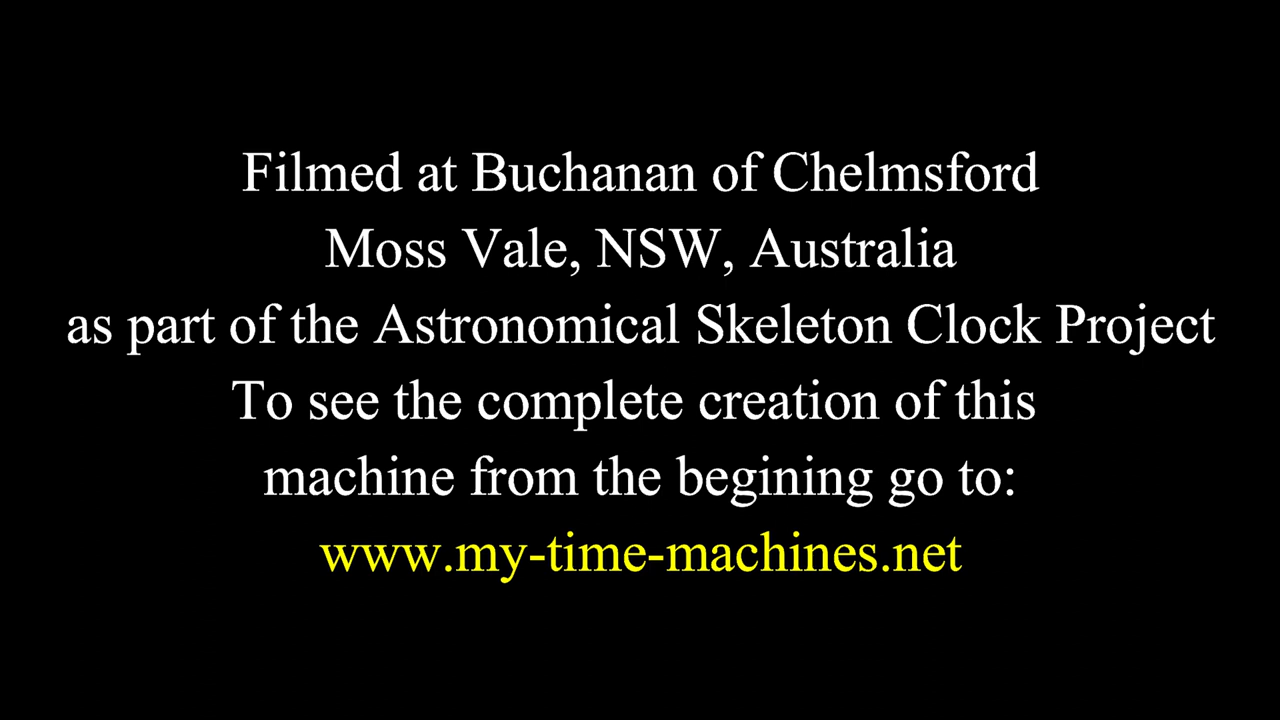 Filmed at Buchanan of Chelmsford
Moss Vale, NSW, Australia
as part of the Astronomical Skeleton Clock Project
To see the complete creation of this
machine from the begining go to:
www.my-time-machines.net